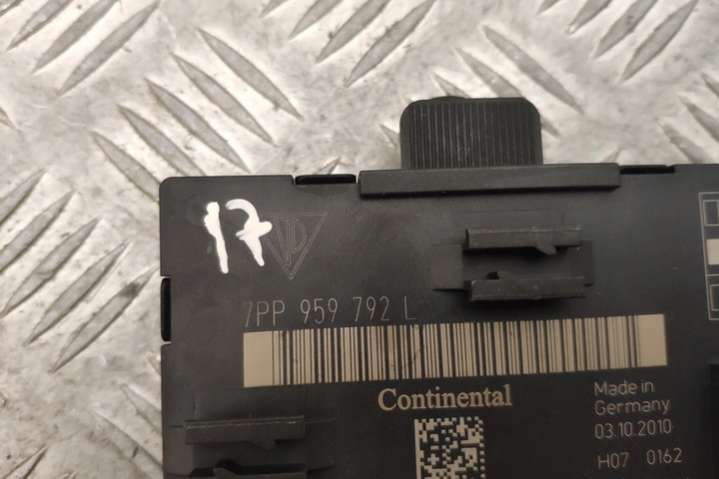 17
7PP 959 792 L
Continental
Made in
Germany
03.10.2010
H07 0162